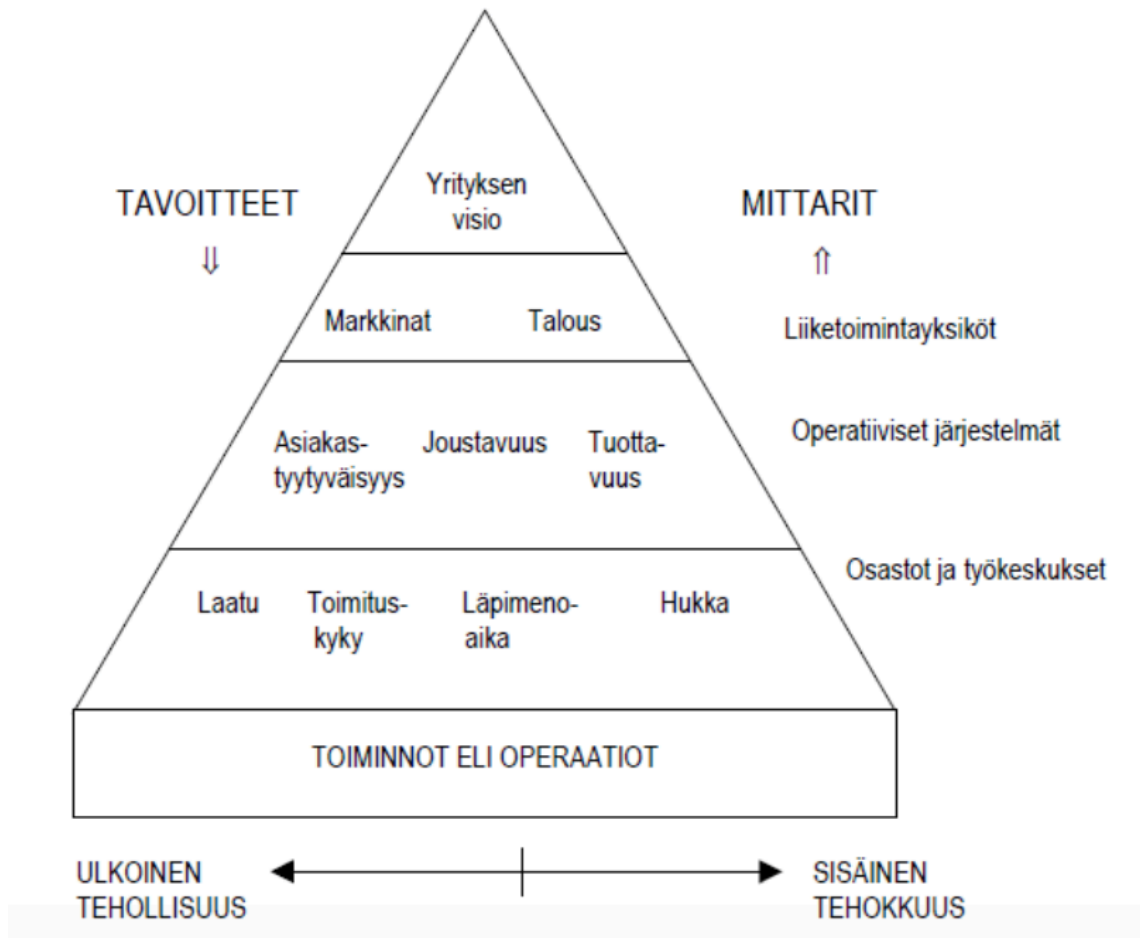 Yrityksen
visio
TAVOITTEET
⇓
MITTARIT
⇑
Markkinat
Talous
Liiketoimintayksiköt
Asiakas-
tyytyväisyys
Joustavuus
Tuotta-
vuus
Operatiiviset järjestelmät
Laatu
Toimitus-
kyky
Läpimeno-
aika
Hukka
Osastot ja työkeskukset
TOIMINNOT ELI OPERAATIOT
ULKOINEN
TEHOLLISUUS
SISÄINEN
TEHOKKUUS